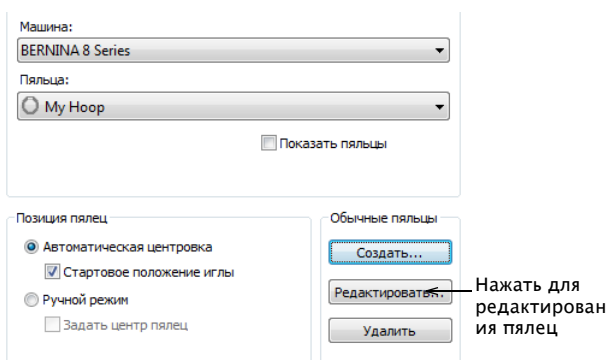 Машина:
BERNINA 8 Series
Пяльца:
My Hoop
Показать пяльцы
Позиция пялец
Автоматическая центровка
Стартовое положение иглы
Ручной режим
Задать центр пялец
Обычные пяльцы
Создать...
Редактировать...
Удалить
Нажать для
редактирован
ия пялец